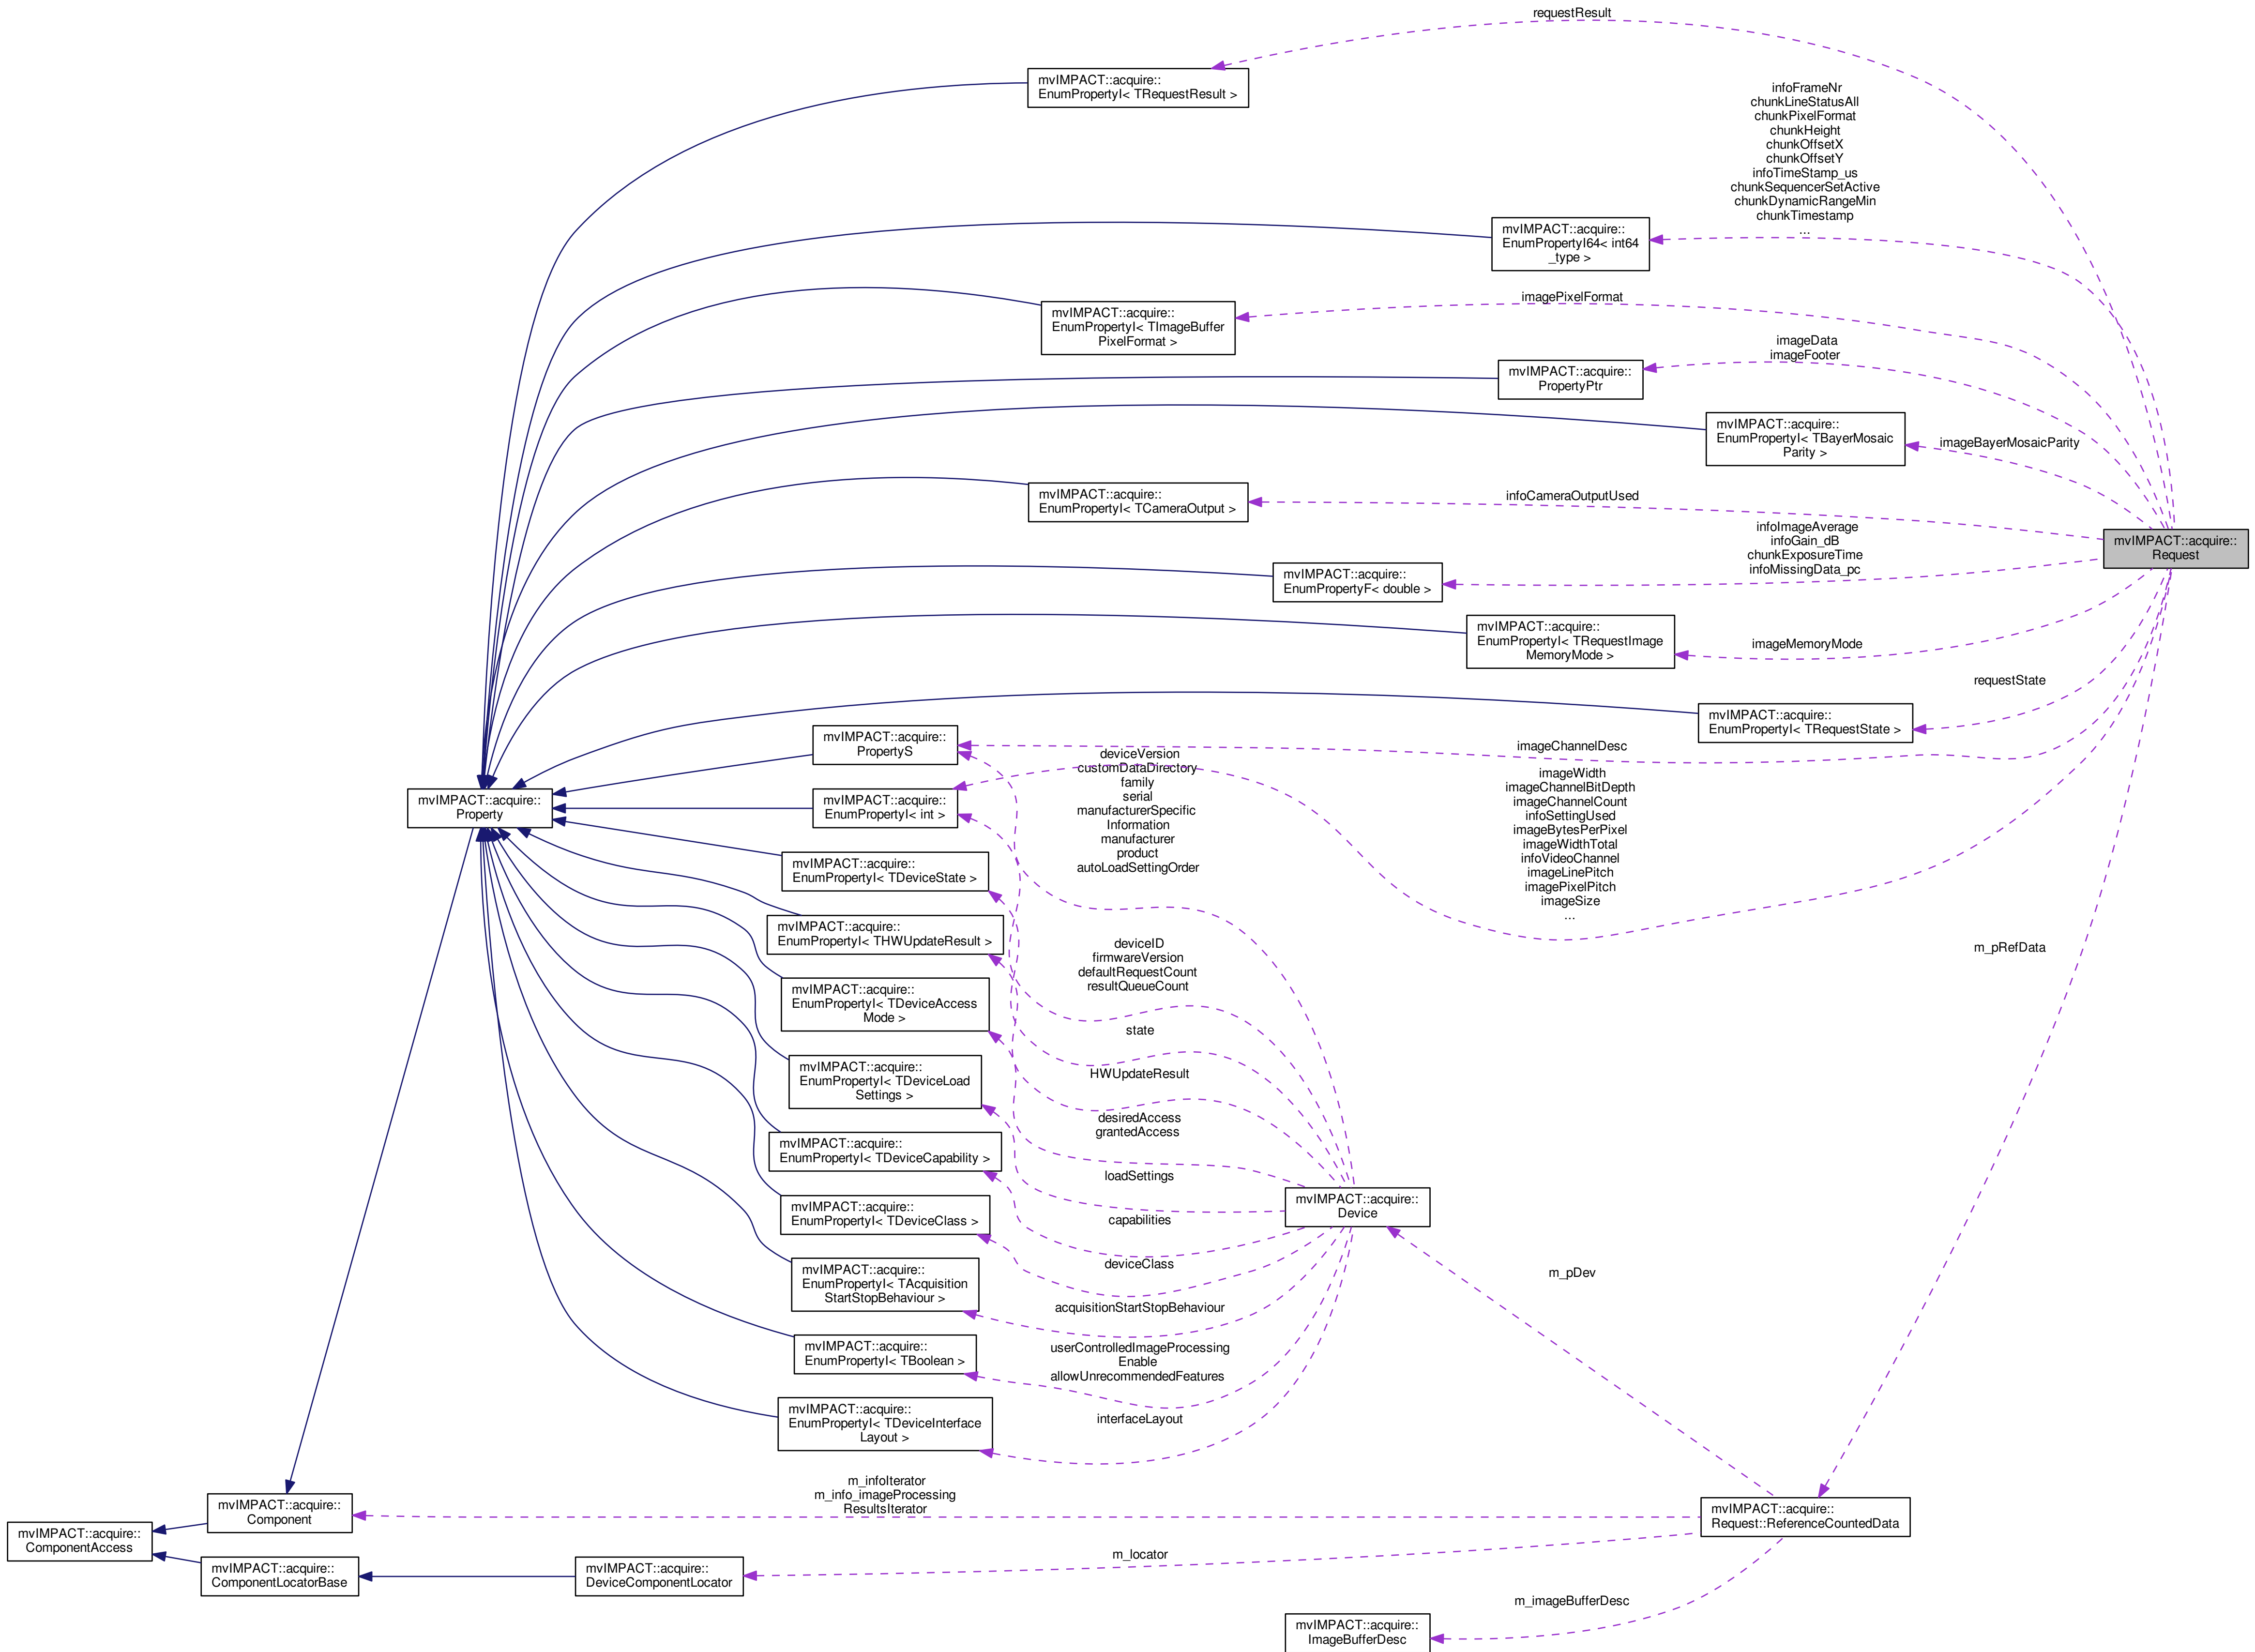 requestResult
mvIMPACT::acquire::
EnumPropertyI< TRequestResult >
infoFrameNr
chunkLineStatusAll
chunkPixelFormat
chunkHeight
chunkOffsetX
chunkOffsetY
infoTimeStamp_us
chunkSequencerSetActive
chunkDynamicRangeMin
chunkTimestamp
...
mvIMPACT::acquire::
EnumPropertyI64< int64
_type >
imagePixelFormat
mvIMPACT::acquire::
EnumPropertyI< TImageBuffer
PixelFormat >
imageData
imageFooter
mvIMPACT::acquire::
PropertyPtr
mvIMPACT::acquire::
EnumPropertyI< TBayerMosaic
Parity >
imageBayerMosaicParity
mvIMPACT::acquire::
EnumPropertyI< TCameraOutput >
infoCameraOutputUsed
infoImageAverage
infoGain_dB
chunkExposureTime
infoMissingData_pc
mvIMPACT::acquire::
Request
mvIMPACT::acquire::
EnumPropertyF< double >
mvIMPACT::acquire::
EnumPropertyI< TRequestImage
MemoryMode >
imageMemoryMode
requestState
mvIMPACT::acquire::
EnumPropertyI< TRequestState >
mvIMPACT::acquire::
PropertyS
imageChannelDesc
deviceVersion
customDataDirectory
family
serial
manufacturerSpecific
Information
manufacturer
product
autoLoadSettingOrder
imageWidth
imageChannelBitDepth
imageChannelCount
infoSettingUsed
imageBytesPerPixel
imageWidthTotal
infoVideoChannel
imageLinePitch
imagePixelPitch
imageSize
...
mvIMPACT::acquire::
Property
mvIMPACT::acquire::
EnumPropertyI< int >
mvIMPACT::acquire::
EnumPropertyI< TDeviceState >
mvIMPACT::acquire::
EnumPropertyI< THWUpdateResult >
deviceID
firmwareVersion
defaultRequestCount
resultQueueCount
m_pRefData
mvIMPACT::acquire::
EnumPropertyI< TDeviceAccess
Mode >
state
mvIMPACT::acquire::
EnumPropertyI< TDeviceLoad
Settings >
HWUpdateResult
desiredAccess
grantedAccess
mvIMPACT::acquire::
EnumPropertyI< TDeviceCapability >
loadSettings
mvIMPACT::acquire::
EnumPropertyI< TDeviceClass >
capabilities
mvIMPACT::acquire::
Device
mvIMPACT::acquire::
EnumPropertyI< TAcquisition
StartStopBehaviour >
deviceClass
m_pDev
acquisitionStartStopBehaviour
mvIMPACT::acquire::
EnumPropertyI< TBoolean >
userControlledImageProcessing
Enable
allowUnrecommendedFeatures
mvIMPACT::acquire::
EnumPropertyI< TDeviceInterface
Layout >
interfaceLayout
m_infoIterator
m_info_imageProcessing
ResultsIterator
mvIMPACT::acquire::
Component
mvIMPACT::acquire::
Request::ReferenceCountedData
mvIMPACT::acquire::
ComponentAccess
mvIMPACT::acquire::
ComponentLocatorBase
mvIMPACT::acquire::
DeviceComponentLocator
m_locator
m_imageBufferDesc
mvIMPACT::acquire::
ImageBufferDesc